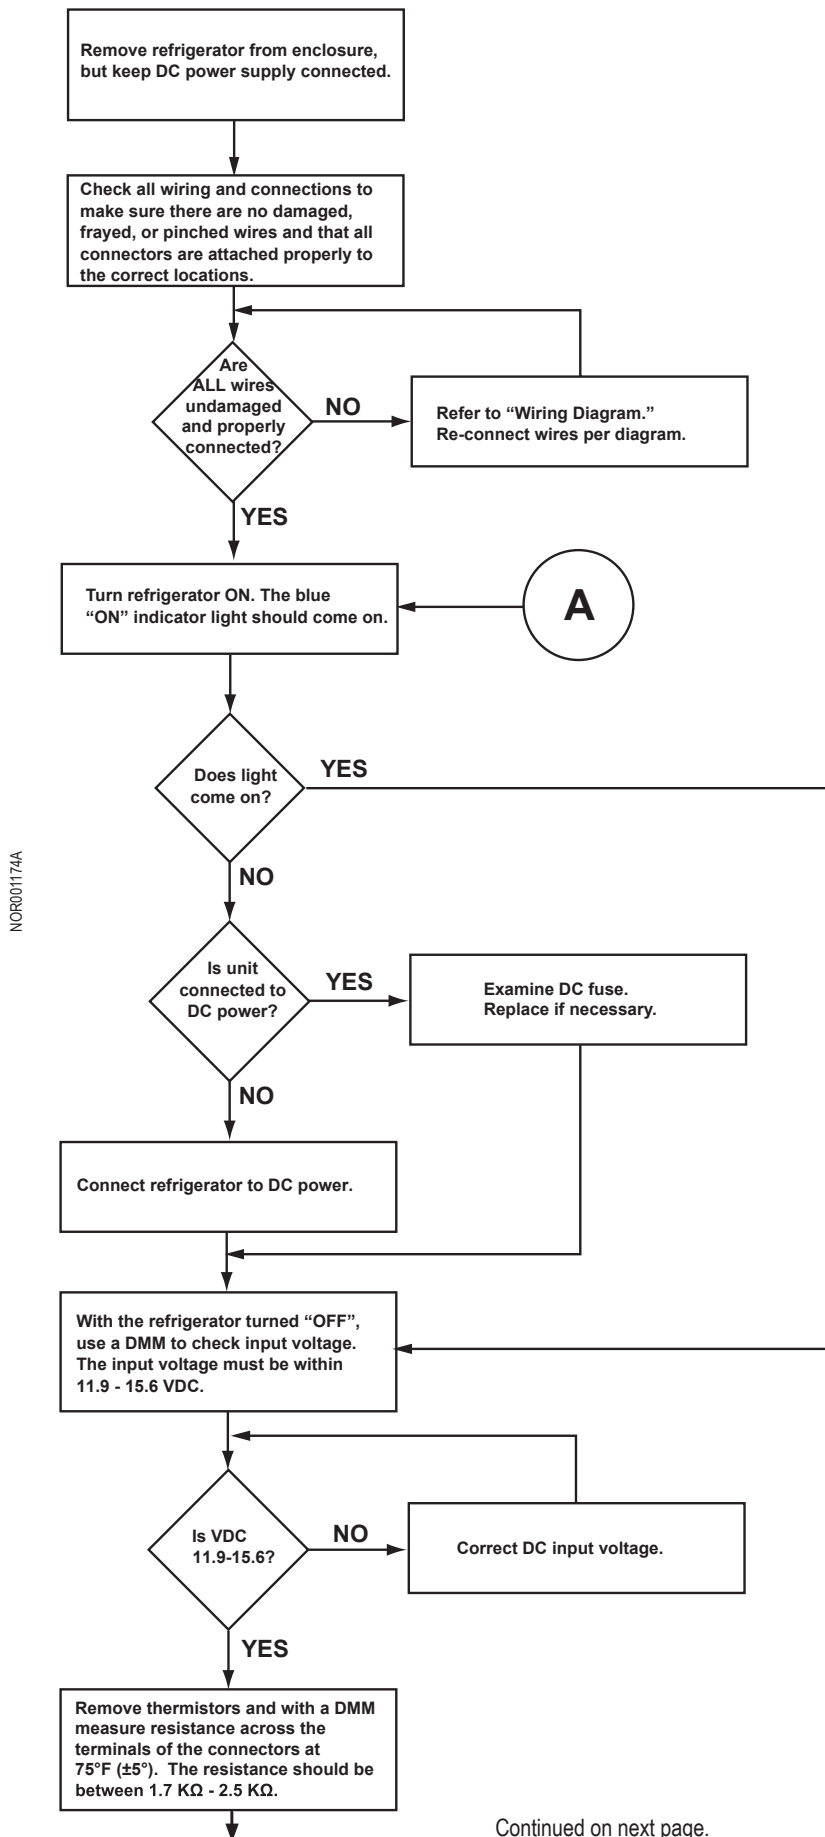 Remove refrigerator from enclosure,
but keep DC power supply connected.
Check all wiring and connections to
make sure there are no damaged,
frayed, or pinched wires and that all
connectors are attached properly to
the correct locations.
Are
ALL wires
undamaged
and properly
connected?
NO
Refer to “Wiring Diagram.”
Re-connect wires per diagram.
YES
Turn refrigerator ON. The blue
“ON” indicator light should come on.
A
Does light
come on?
YES
NO
NOR001174A
Is unit
connected to
DC power?
YES
Examine DC fuse.
Replace if necessary.
NO
Connect refrigerator to DC power.
With the refrigerator turned “OFF”,
use a DMM to check input voltage.
The input voltage must be within
11.9 - 15.6 VDC.
Is VDC
11.9-15.6?
NO
Correct DC input voltage.
YES
Remove thermistors and with a DMM
measure resistance across the
terminals of the connectors at
75°F (±5°). The resistance should be
between 1.7 KΩ - 2.5 KΩ.
Continued on next page.